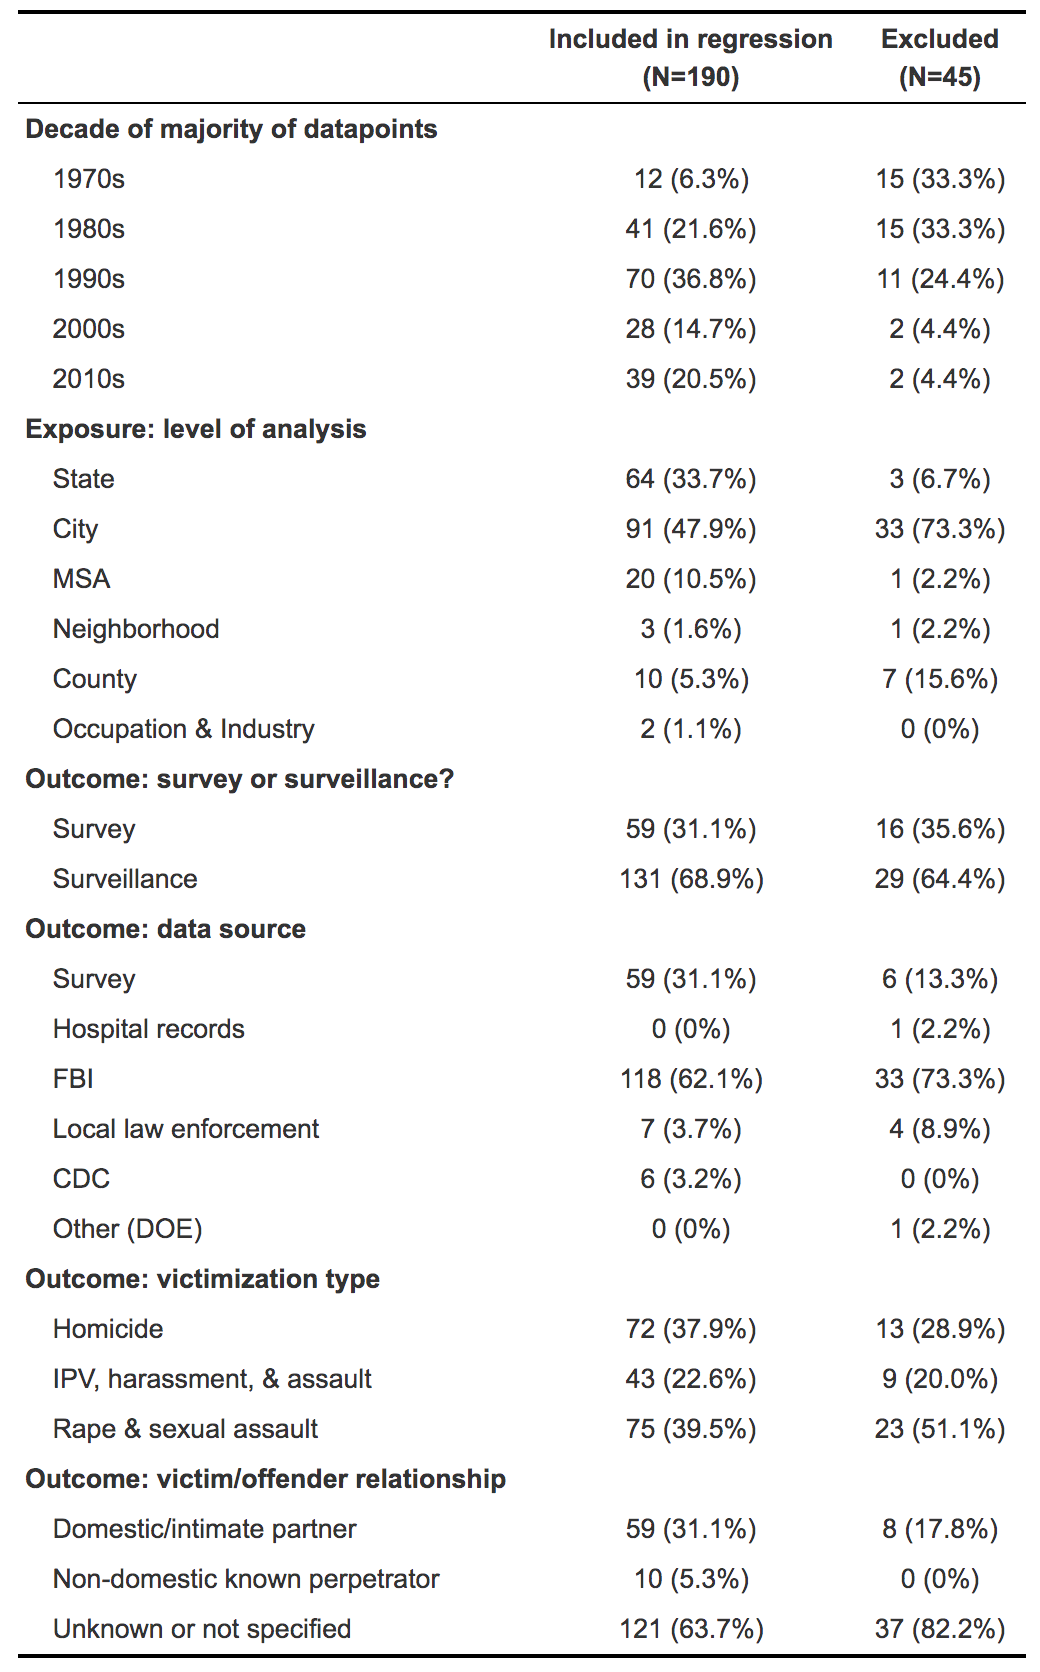 Included in regression Excluded
(N=190) (N=45)
Decade of majority of datapoints
1970s 12 (6.3%) 15 (33.3%)
1980s 41 (21.6%) 15 (33.3%)
1990s 70 (36.8%) 11 (24.4%)
2000s 28 (14.7%) 2 (4.4%)
2010s 39 (20.5%) 2 (4.4%)
Exposure: level of analysis
State 64 (33.7%) 3 (6.7%)
City 91 (47.9%) 33 (73.3%)
MSA 20 (10.5%) 1 (2.2%)
Neighborhood 3 (1.6%) 1 (2.2%)
County 10 (5.3%) 7 (15.6%)
Occupation & Industry 2 (1.1%) 0 (0%)
Outcome: survey or surveillance?
Survey 59 (31.1%) 16 (35.6%)
Surveillance 131 (68.9%) 29 (64.4%)
Outcome: data source
Survey 59 (31.1%) 6 (13.3%)
Hospital records 0 (0%) 1 (2.2%)
FBI 118 (62.1%) 33 (73.3%)
Local law enforcement 7 (3.7%) 4 (8.9%)
CDC 6 (3.2%) 0 (0%)
Other (DOE) 0 (0%) 1 (2.2%)
Outcome: victimization type
Homicide 72 (37.9%) 13 (28.9%)
IPV, harassment, & assault 43 (22.6%) 9 (20.0%)
Rape & sexual assault 75 (39.5%) 23 (51.1%)
Outcome: victim/offender relationship
Domestic/intimate partner 59 (31.1%) 8 (17.8%)
Non-domestic known perpetrator 10 (5.3%) 0 (0%)
Unknown or not specified 121 (63.7%) 37 (82.2%)